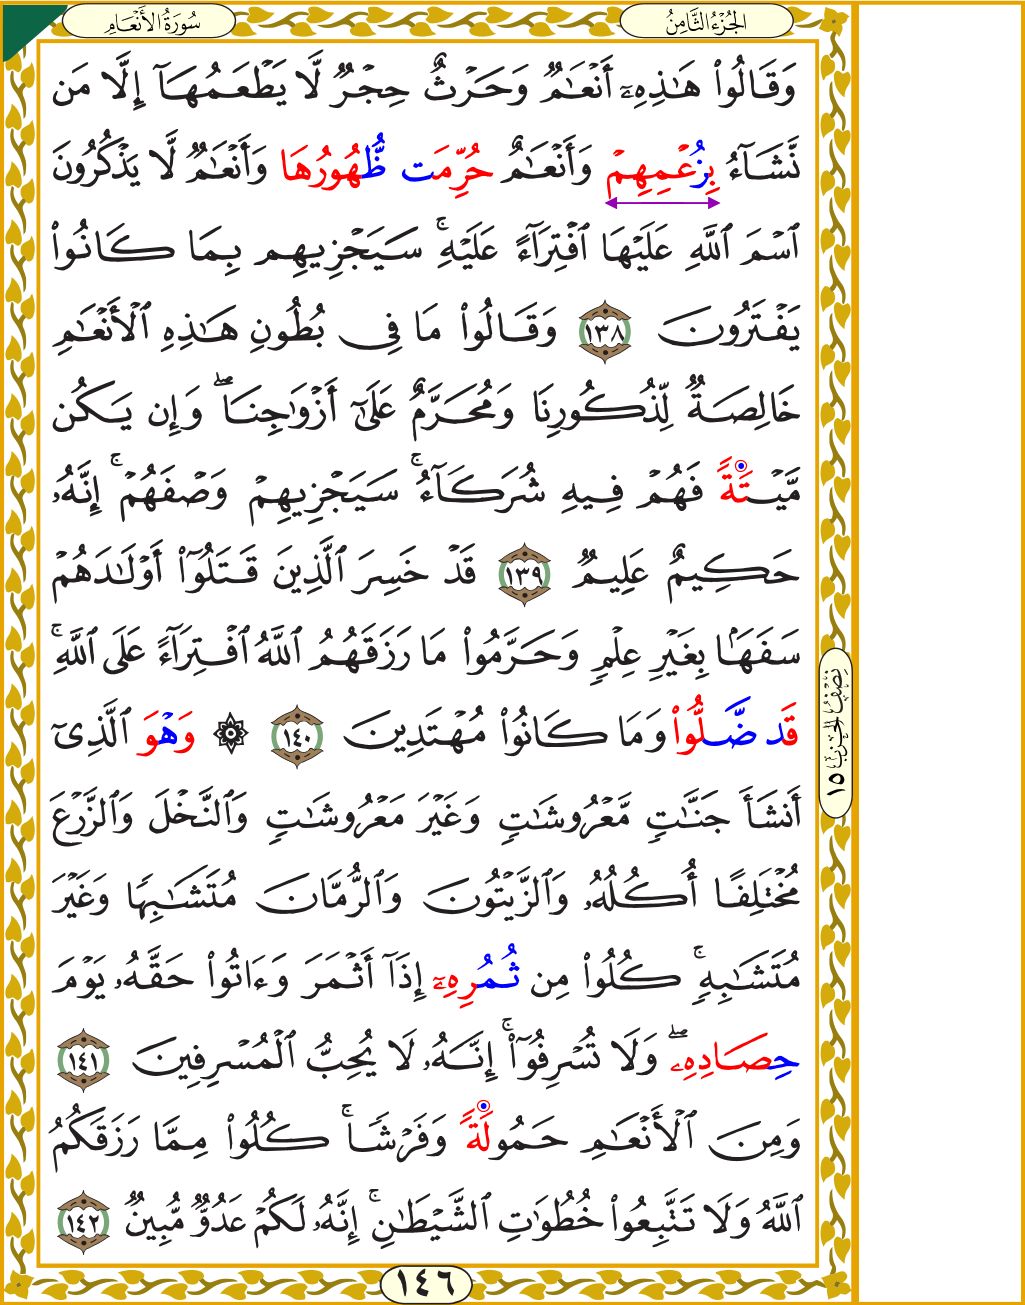 سُورَةُ الأَنْعَامِ
الجُزْءُ الثَّامِنُ
وَقَالُوا۟ هَـٰذِهِۦٓ أَنْعَـٰمٌ وَحَرْثٌ حِجْرٌ لَّا يَطْعَمُهَآ إِلَّا مَن
نَّشَآءُ بِزُعْمِهِمْ وَأَنْعَـٰمٌ حُرِّمَت ظُّهُورُهَا وَأَنْعَـٰمٌ لَّا يَذْكُرُونَ
ٱسْمَ ٱللَّهِ عَلَيْهَا ٱفْتِرَآءً عَلَيْهِ ۚ سَيَجْزِيهِم بِمَا كَانُوا۟
يَفْتَرُونَ ١٣٨ وَقَالُوا۟ مَا فِى بُطُونِ هَـٰذِهِ ٱلْأَنْعَـٰمِ
خَالِصَةٌ لِّذُكُورِنَا وَمُحَرَّمٌ عَلَىٰٓ أَزْوَٰجِنَا ۖ وَإِن يَكُن
مَّيْتَةً فَهُمْ فِيهِ شُرَكَآءُ ۚ سَيَجْزِيهِمْ وَصْفَهُمْ ۚ إِنَّهُۥ
حَكِيمٌ عَلِيمٌ ١٣٩ قَدْ خَسِرَ ٱلَّذِينَ قَتَلُوٓا۟ أَوْلَـٰدَهُمْ
سَفَهًۢا بِغَيْرِ عِلْمٍ وَحَرَّمُوا۟ مَا رَزَقَهُمُ ٱللَّهُ ٱفْتِرَآءً عَلَى ٱللَّهِ ۚ
قَد ضَّلُّوا۟ وَمَا كَانُوا۟ مُهْتَدِينَ ١٤٠ ۞ وَهْوَ ٱلَّذِىٓ
أَنشَأَ جَنَّـٰتٍ مَّعْرُوشَـٰتٍ وَغَيْرَ مَعْرُوشَـٰتٍ وَٱلنَّخْلَ وَٱلزَّرْعَ
مُخْتَلِفًا أُكُلُهُۥ وَٱلزَّيْتُونَ وَٱلرُّمَّانَ مُتَشَـٰبِهًا وَغَيْرَ
مُتَشَـٰبِهٍ ۚ كُلُوا۟ مِن ثُمُرِهِۦٓ إِذَآ أَثْمَرَ وَءَاتُوا۟ حَقَّهُۥ يَوْمَ
حِصَادِهِۦ ۖ وَلَا تُسْرِفُوٓا۟ ۚ إِنَّهُۥ لَا يُحِبُّ ٱلْمُسْرِفِينَ ١٤١
وَمِنَ ٱلْأَنْعَـٰمِ حَمُولَةً وَفَرْشًا ۚ كُلُوا۟ مِمَّا رَزَقَكُمُ
ٱللَّهُ وَلَا تَتَّبِعُوا۟ خُطُوَٰتِ ٱلشَّيْطَـٰنِ ۚ إِنَّهُۥ لَكُمْ عَدُوٌّ مُّبِينٌ ١٤٢
نِصْفُ الحِزْبِ ١٥
١٤٦